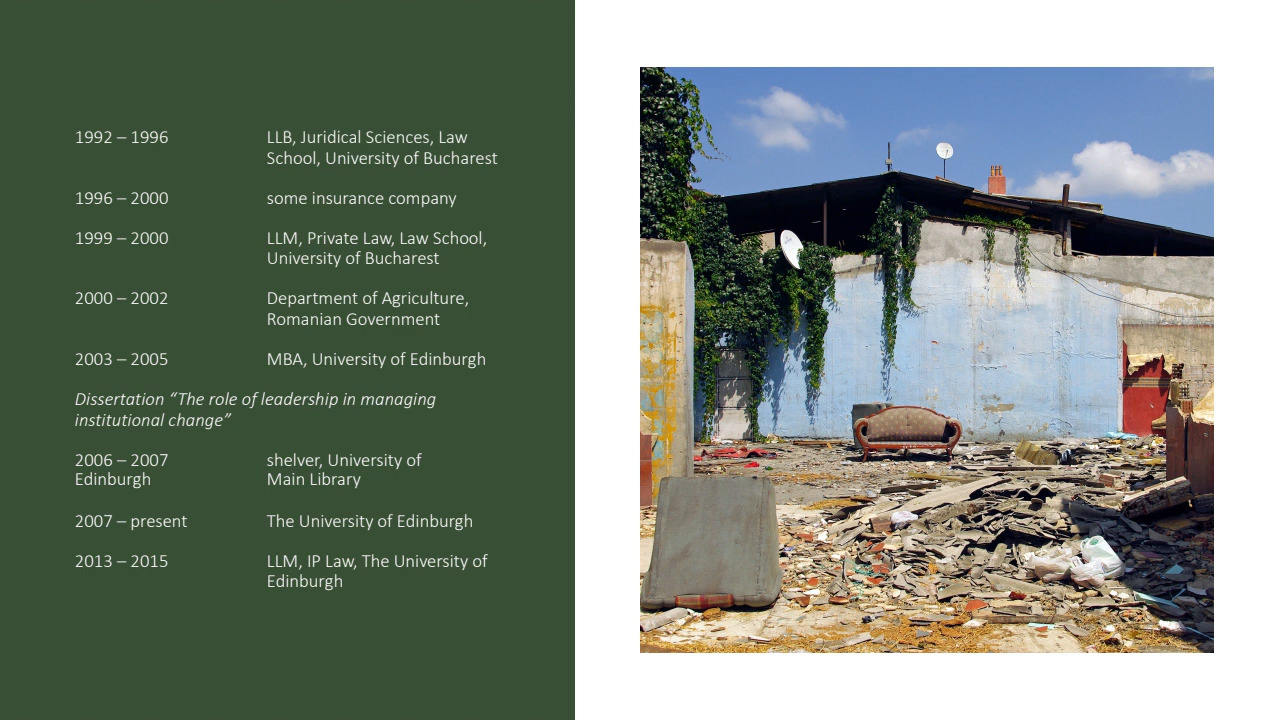 1992 – 1996 LLB, Juridical Sciences, Law
School, University of Bucharest
1996 – 2000 some insurance company
1999 – 2000 LLM, Private Law, Law School,
University of Bucharest
2000 – 2002 Department of Agriculture,
Romanian Government
2003 – 2005 MBA, University of Edinburgh
Dissertation “The role of leadership in managing
institutional change”
2006 – 2007 shelver, University of
Edinburgh Main Library
2007 – present The University of Edinburgh
2013 – 2015 LLM, IP Law, The University of
Edinburgh